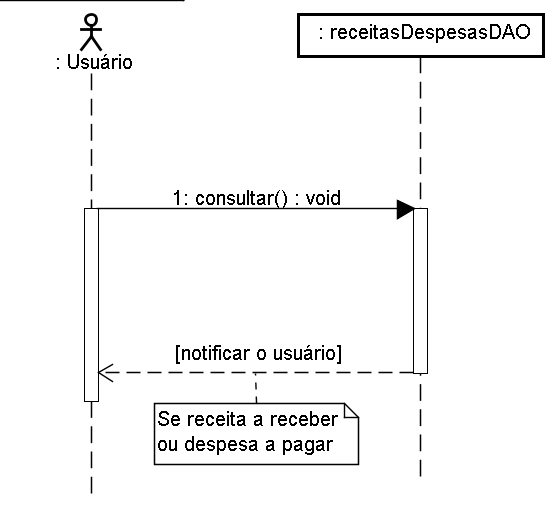 : Usuário
: receitasDespesasDAO
1: consultar() : void
[notificar o usuário]
Se receita a receber
ou despesa a pagar